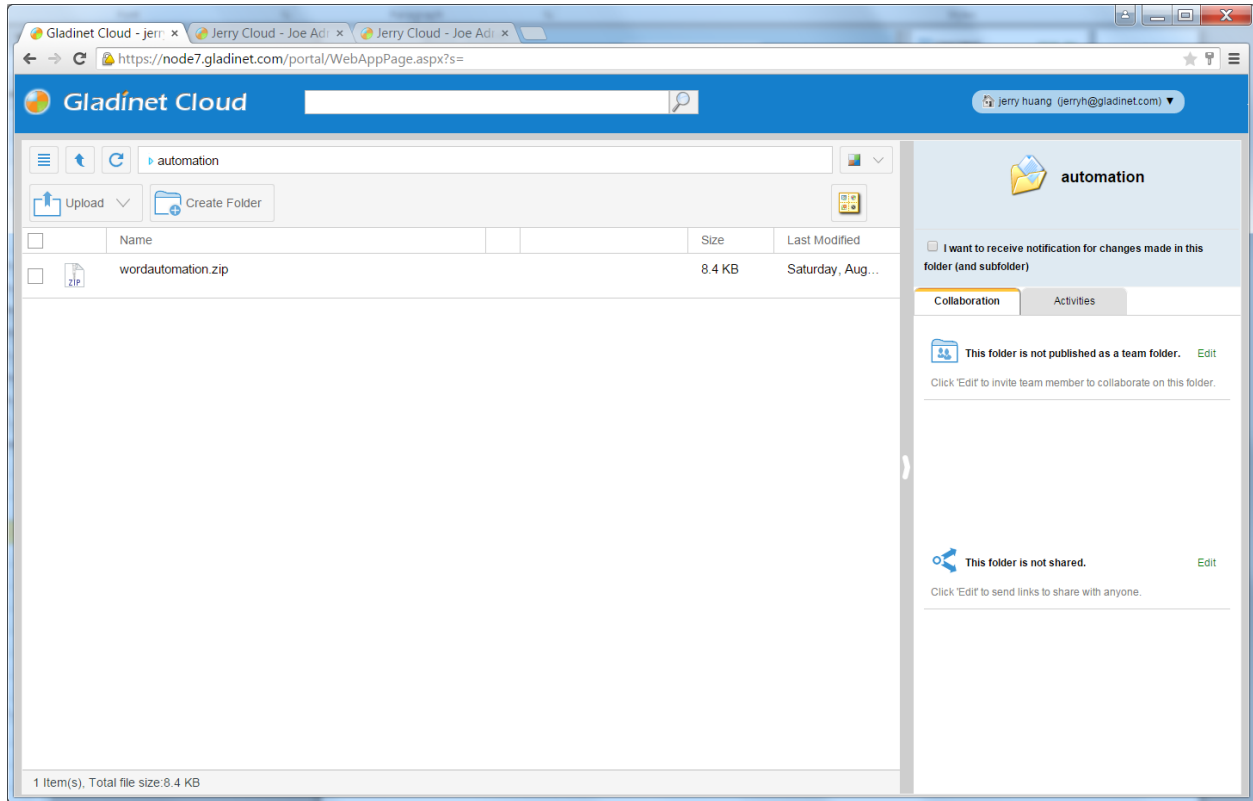 Gladinet Cloud - jerr
Jerry Cloud - Joe Adr
Jerry Cloud - Joe Adr
https://node7.gladinet.com/portal/WebAppPage.aspx?s=
Gladinet Cloud
jerry huang (jerryh@gladinet.com) ▼
automation
Upload
Create Folder
Name Size Last Modified
ZIP
wordautomation.zip 8.4 KB Saturday, Aug...
1 Item(s), Total file size:8.4 KB
automation
I want to receive notification for changes made in this
folder (and subfolder)
Collaboration Activities
This folder is not published as a team folder. Edit
Click 'Edit' to invite team member to collaborate on this folder.
This folder is not shared. Edit
Click 'Edit' to send links to share with anyone.